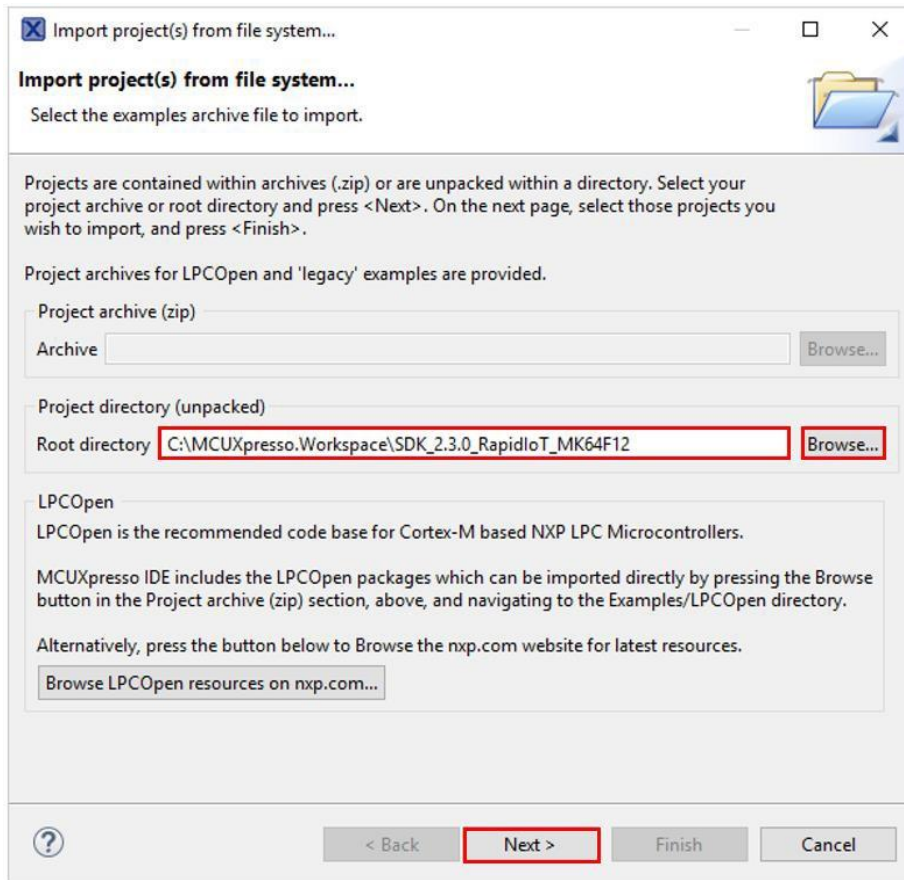 Import project(s) from file system...
Import project(s) from file system...
Select the examples archive file to import.
Projects are contained within archives (.zip) or are unpacked within a directory. Select your
project archive or root directory and press <Next>. On the next page, select those projects you
wish to import, and press <Finish>.
Project archives for LPCOpen and 'legacy' examples are provided.
Project archive (zip)
Archive Browse...
Project directory (unpacked)
Root directory C:\MCUXpresso.Workspace\SDK_2.3.0_RapidIoT_MK64F12 Browse...
LPCOpen
LPCOpen is the recommended code base for Cortex-M based NXP LPC Microcontrollers.
MCUXpresso IDE includes the LPCOpen packages which can be imported directly by pressing the Browse
button in the Project archive (zip) section, above, and navigating to the Examples/LPCOpen directory.
Alternatively, press the button below to Browse the nxp.com website for latest resources.
Browse LPCOpen resources on nxp.com...
? < Back Next > Finish Cancel